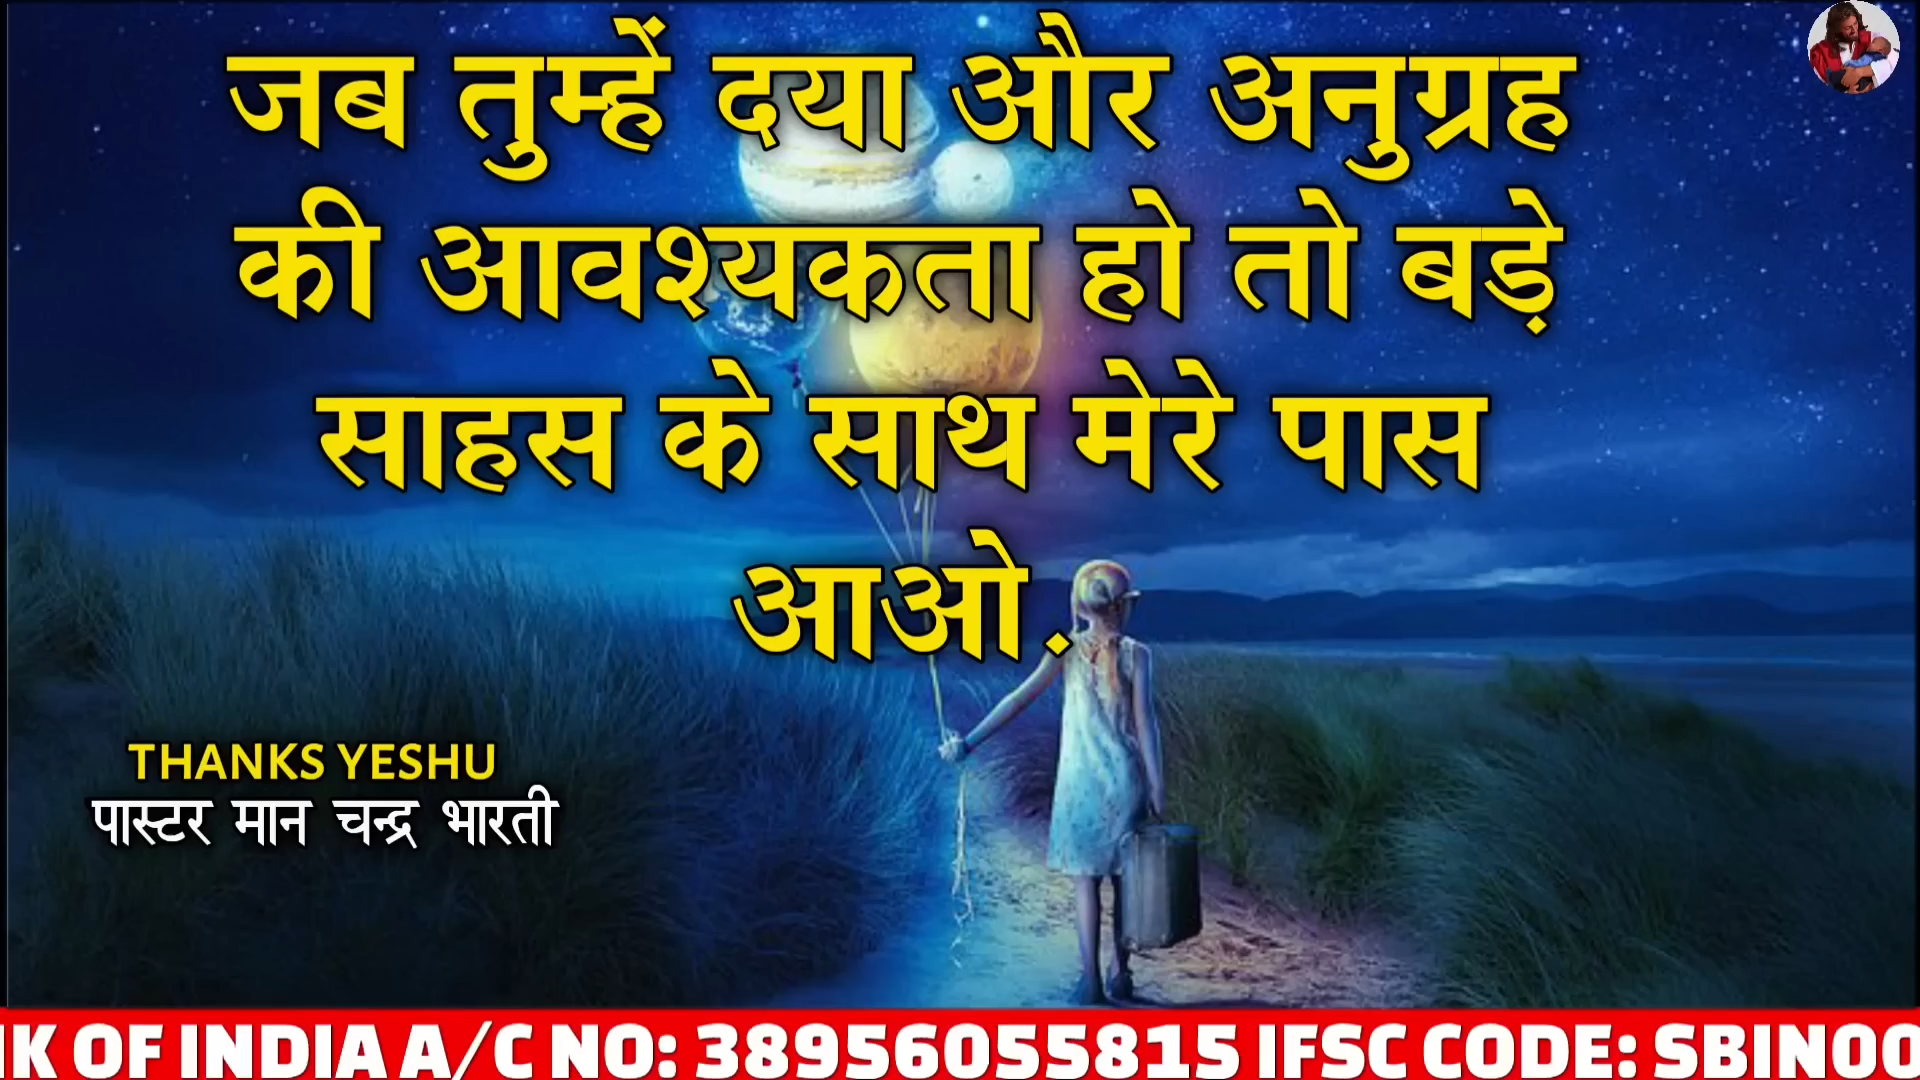 जब तुम्हें दया और अनुग्रह
की आवश्यकता हो तो बड़े
साहस के साथ मेरे पास
आओ.
THANKS YESHU
पास्टर मान चन्द्र भारती
OF INDIA A/C NO: 38956055815 IFSC CODE: